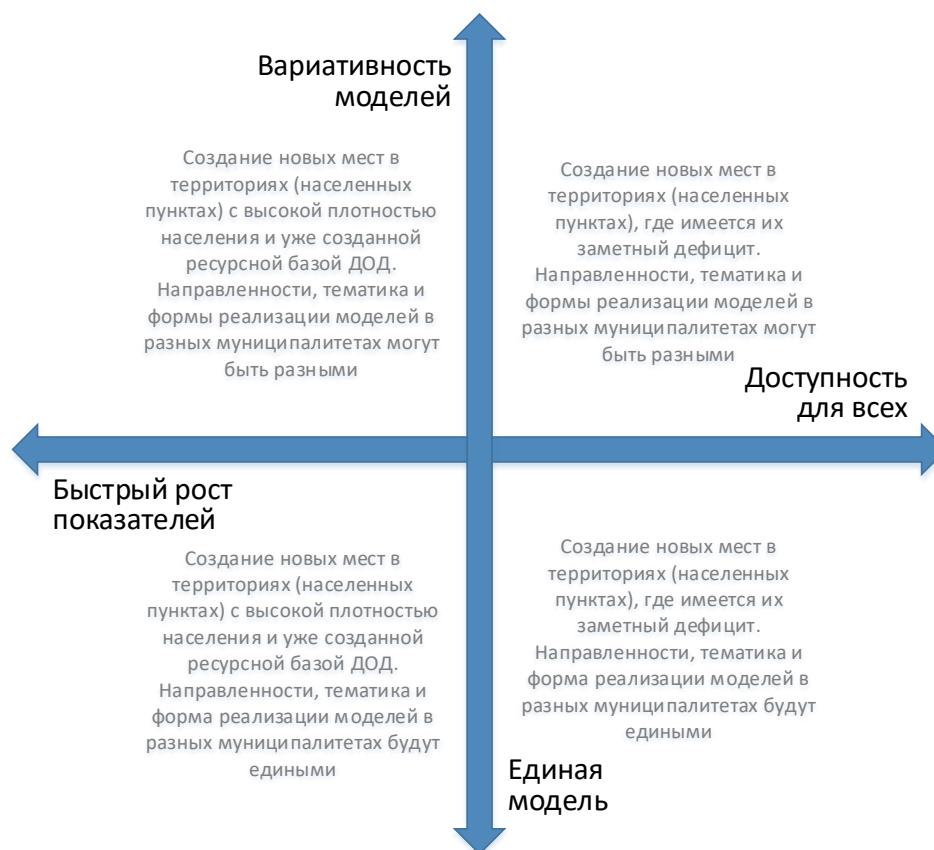 Вариативность
моделей
Создание новых мест в
территориях (населенных
пунктах) с высокой плотностью
населения и уже созданной
ресурсной базой ДОД.
Направленности, тематика и
формы реализации моделей в
разных муниципалитетах могут
быть разными
Создание новых мест в
территориях (населенных
пунктах), где имеется их
заметный дефицит.
Направленности, тематика и
формы реализации моделей в
разных муниципалитетах могут
быть разными
Доступность
для всех
Быстрый рост
показателей
Создание новых мест в
территориях (населенных
пунктах) с высокой плотностью
населения и уже созданной
ресурсной базой ДОД.
Направленности, тематика и
форма реализации моделей в
разных муниципалитетах будут
едиными
Создание новых мест в
территориях (населенных
пунктах), где имеется их
заметный дефицит.
Направленности, тематика и
форма реализации моделей в
разных муниципалитетах будут
едиными
Единая
модель